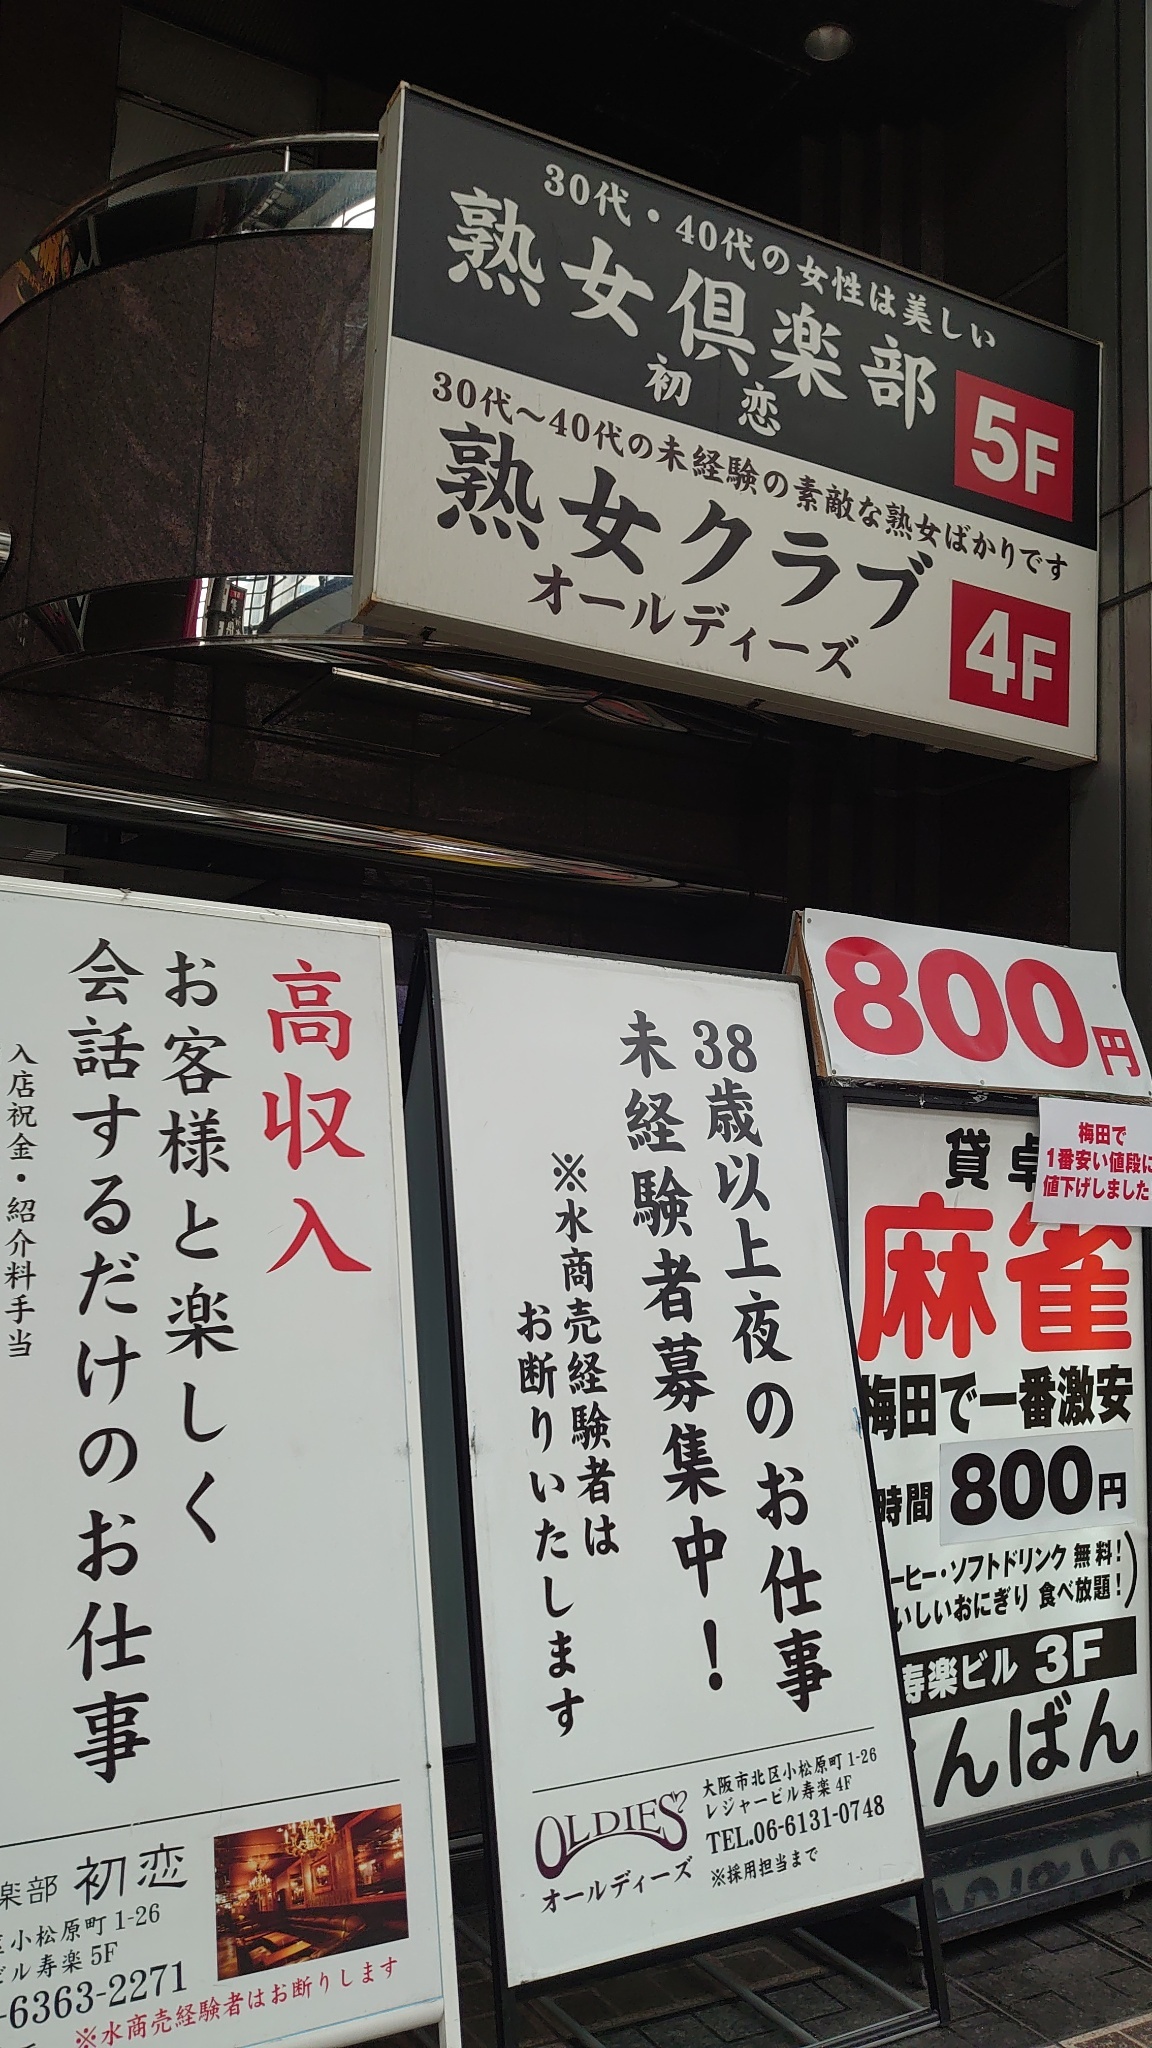 30代・40代の女性は美しい
熟女倶楽部
初恋
5F
30代〜40代の未経験の素敵な熟女ばかりです
熟女クラブ
オールディーズ
4F
高収入
お客様と楽しく
会話するだけのお仕事
入店祝金・紹介料手当
楽部 初恋
小松原町 1-26
ビル寿楽 5F
-6363-2271
※水商売経験者はお断りします
38歳以上夜のお仕事
未経験者募集中！
※水商売経験者は
お断りいたします
OLDIES
オールディーズ
大阪市北区小松原町 1-26
レジャービル寿楽 4F
TEL.06-6131-0748
※採用担当まで
800円
梅田で
1番安い値段に
値下げしました
貸卓
麻雀
梅田で一番激安
時間 800円
ーヒー・ソフトドリンク 無料！
いしいおにぎり 食べ放題！）
寿楽ビル 3F
んばん